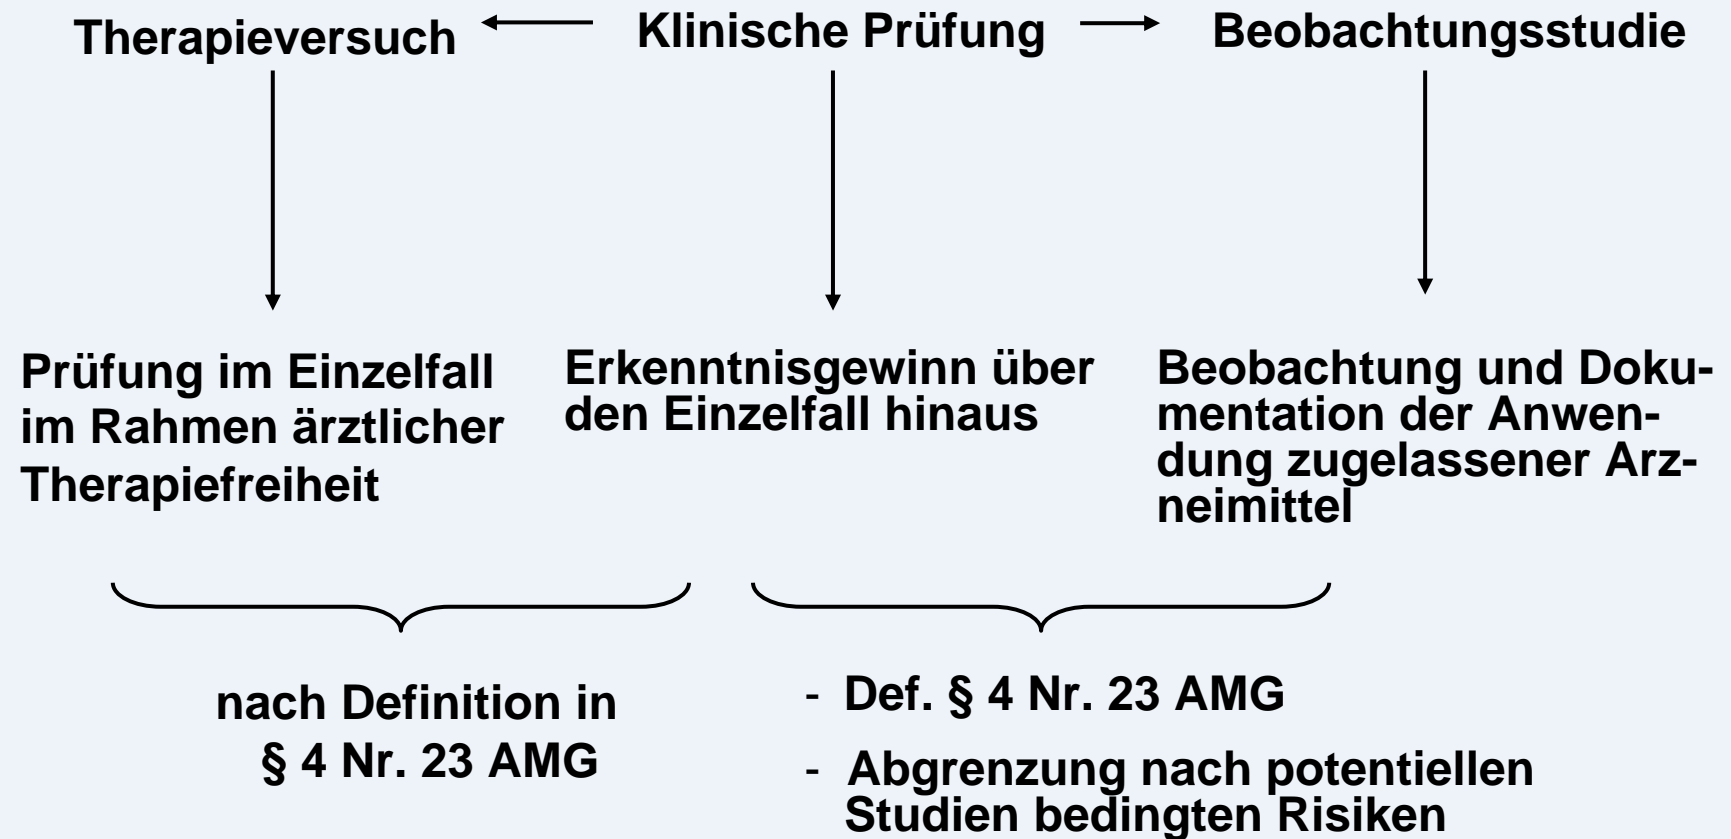 Therapieversuch
Klinische Prüfung
Beobachtungsstudie
Prüfung im Einzelfall
im Rahmen ärztlicher
Therapiefreiheit
Erkenntnisgewinn über
den Einzelfall hinaus
Beobachtung und Doku-
mentation der Anwen-
dung zugelassener Arz-
neimittel
nach Definition in
§ 4 Nr. 23 AMG
- Def. § 4 Nr. 23 AMG
- Abgrenzung nach potentiellen
Studien bedingten Risiken